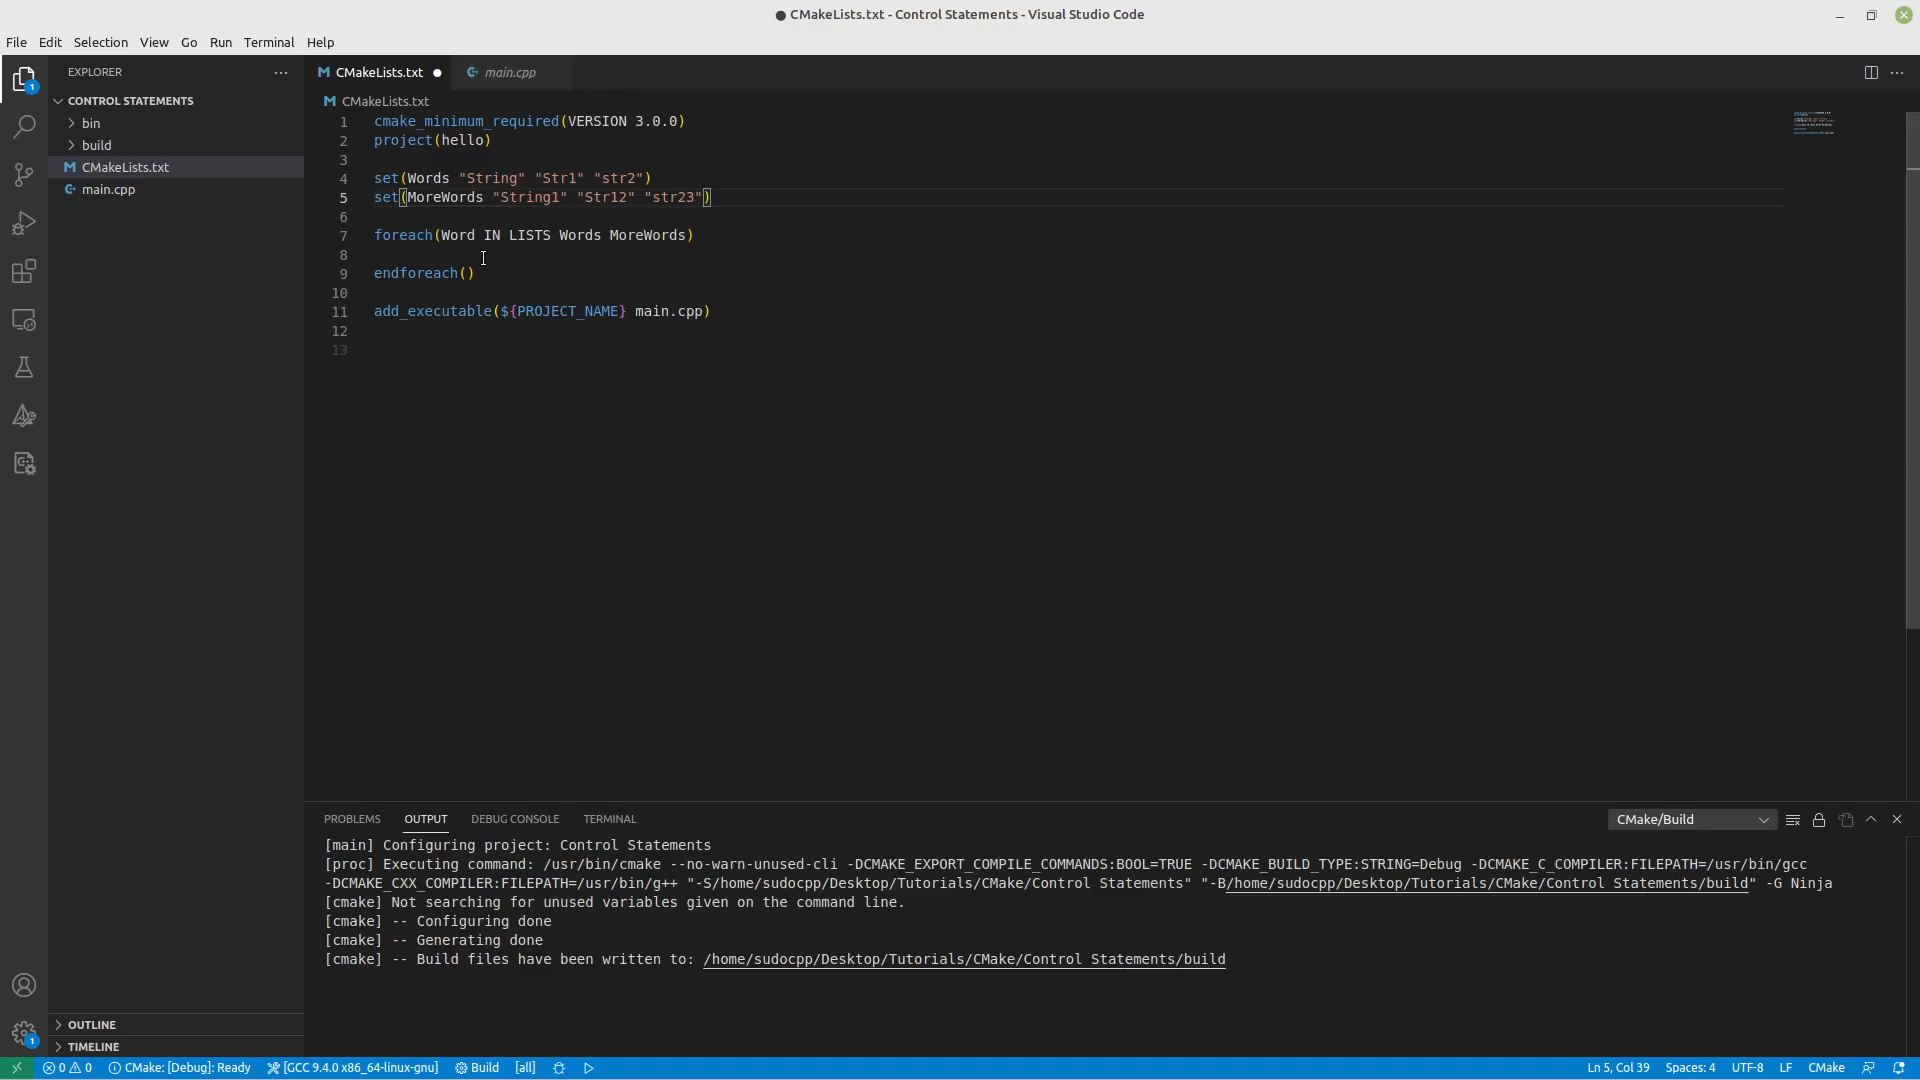 ● CMakeLists.txt - Control Statements - Visual Studio Code
File Edit Selection View Go Run Terminal Help
EXPLORER
CMakeLists.txt ●
main.cpp
CONTROL STATEMENTS
bin
build
CMakeLists.txt
main.cpp
CMakeLists.txt
1 cmake_minimum_required(VERSION 3.0.0)
2 project(hello)
3
4 set(Words "String" "Str1" "str2")
5 set(MoreWords "String1" "Str12" "str23")
6
7 foreach(Word IN LISTS Words MoreWords)
8
9 endforeach()
10
11 add_executable(${PROJECT_NAME} main.cpp)
12
13
PROBLEMS OUTPUT DEBUG CONSOLE TERMINAL
CMake/Build
[main] Configuring project: Control Statements
[proc] Executing command: /usr/bin/cmake --no-warn-unused-cli -DCMAKE_EXPORT_COMPILE_COMMANDS:BOOL=TRUE -DCMAKE_BUILD_TYPE:STRING=Debug -DCMAKE_C_COMPILER:FILEPATH=/usr/bin/gcc
-DCMAKE_CXX_COMPILER:FILEPATH=/usr/bin/g++ "-S/home/sudocpp/Desktop/Tutorials/CMake/Control Statements" "-B/home/sudocpp/Desktop/Tutorials/CMake/Control Statements/build" -G Ninja
[cmake] Not searching for unused variables given on the command line.
[cmake] -- Configuring done
[cmake] -- Generating done
[cmake] -- Build files have been written to: /home/sudocpp/Desktop/Tutorials/CMake/Control Statements/build
OUTLINE
TIMELINE
0 0 CMake: [Debug]: Ready [GCC 9.4.0 x86_64-linux-gnu] Build [all]
Ln 5, Col 39 Spaces: 4 UTF-8 LF CMake